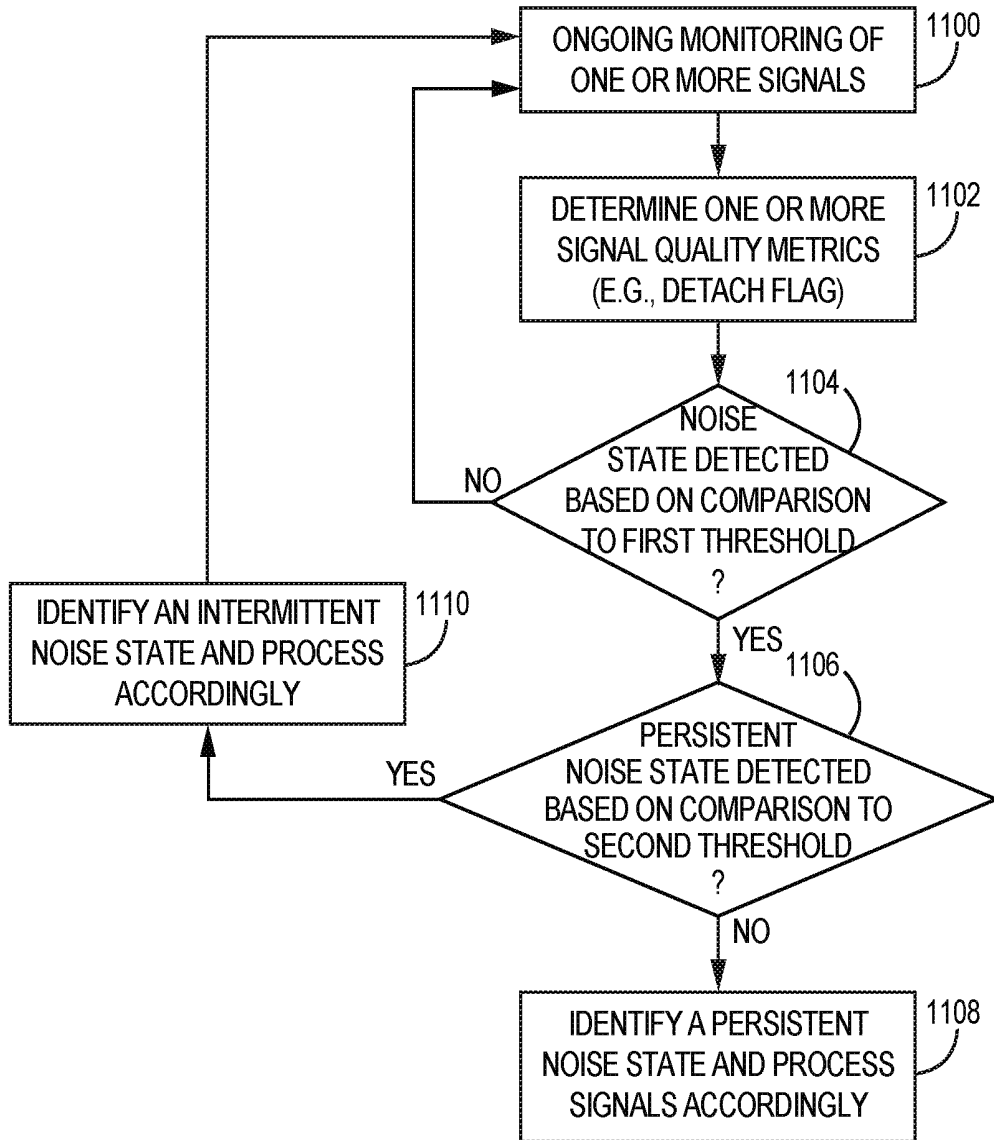 ONGOING MONITORING OF
ONE OR MORE SIGNALS
1100
DETERMINE ONE OR MORE
SIGNAL QUALITY METRICS
(E.G., DETACH FLAG)
1102
1104
NOISE
STATE DETECTED
BASED ON COMPARISON
TO FIRST THRESHOLD
?
NO
YES
IDENTIFY AN INTERMITTENT
NOISE STATE AND PROCESS
ACCORDINGLY
1110
1106
PERSISTENT
NOISE STATE DETECTED
BASED ON COMPARISON TO
SECOND THRESHOLD
?
YES
NO
IDENTIFY A PERSISTENT
NOISE STATE AND PROCESS
SIGNALS ACCORDINGLY
1108